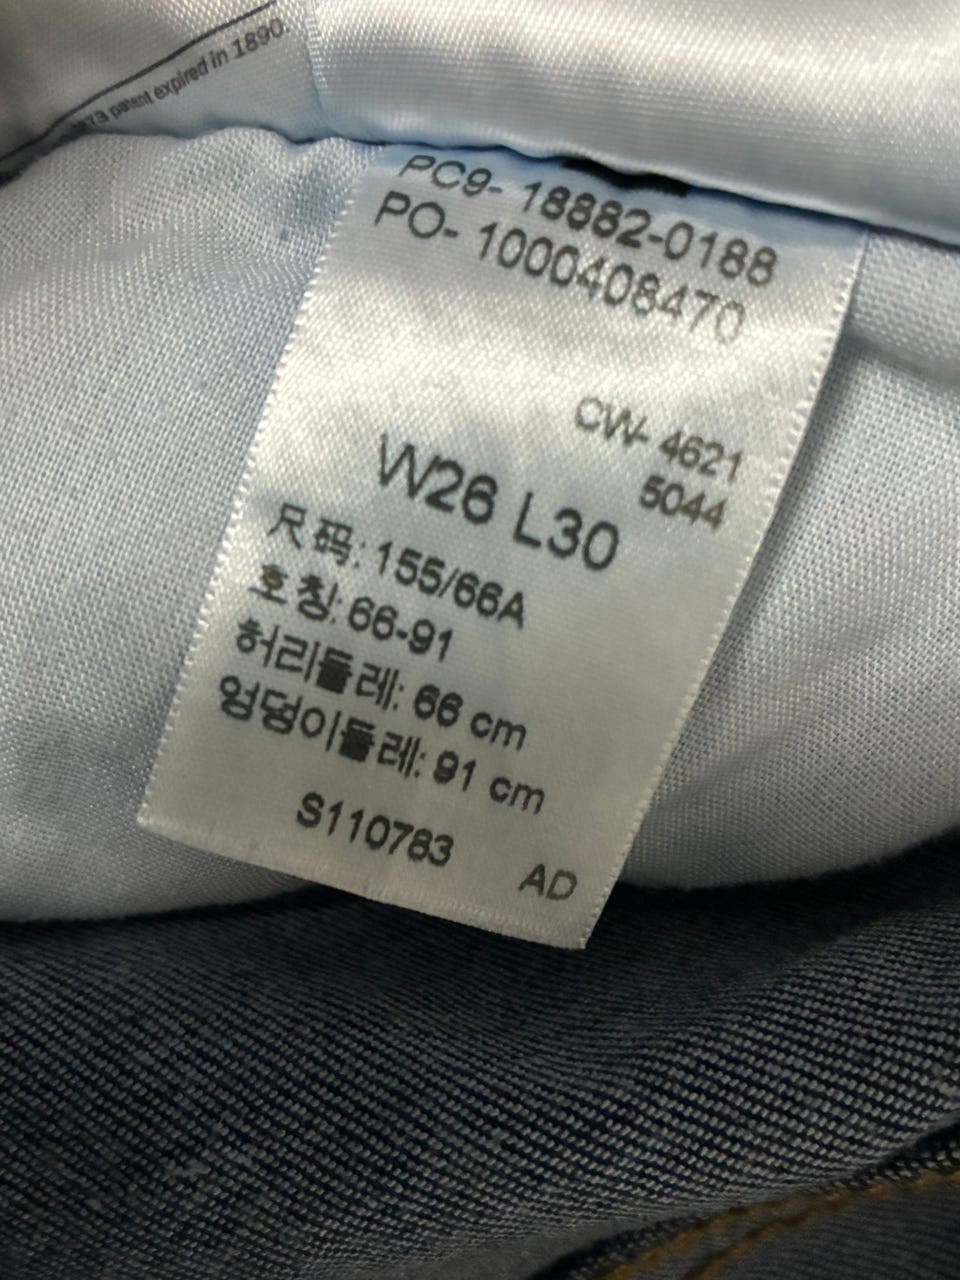 patent expired in 1890.
PC9- 18882-0188
PO- 1000408470
CW- 4621
5044
W26 L30
尺码: 155/66A
호칭: 66-91
허리둘레: 66 cm
엉덩이둘레: 91 cm
S110783 AD